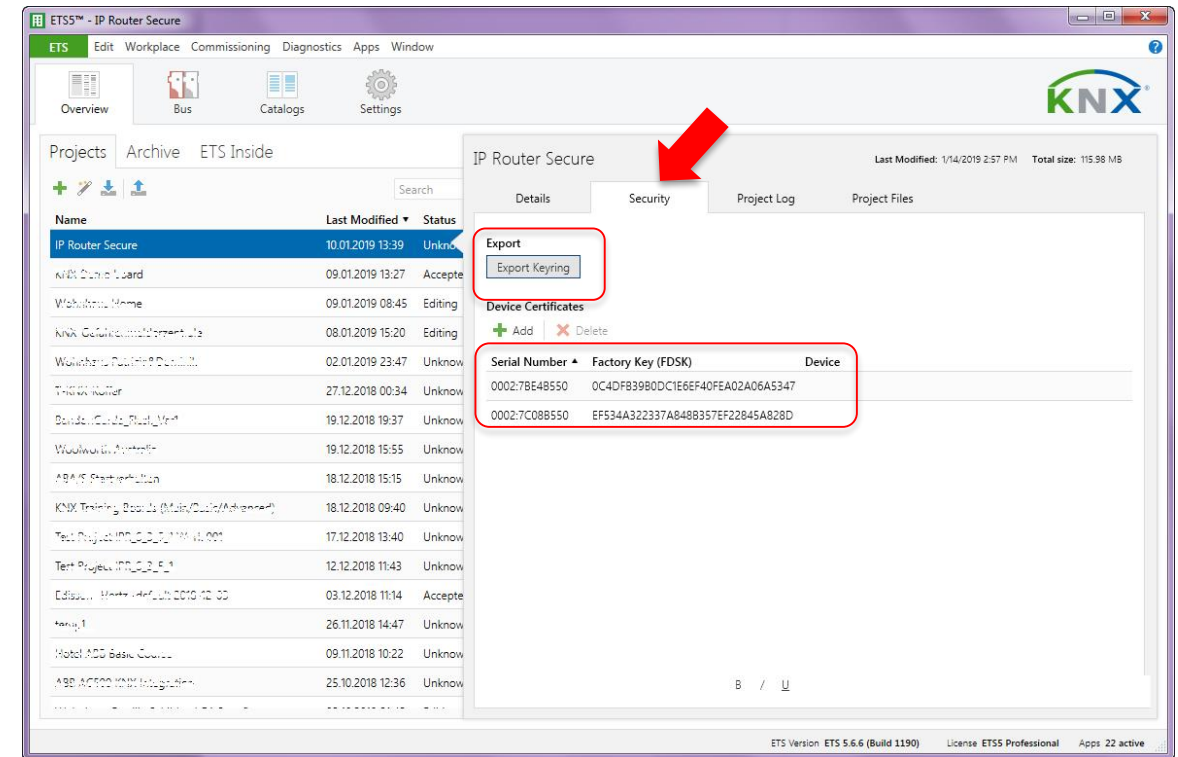 ETS5™ - IP Router Secure
ETS Edit Workplace Commissioning Diagnostics Apps Window
Overview Bus Catalogs Settings
KNX
Projects Archive ETS Inside
Search
Name Last Modified Status
IP Router Secure 10.01.2019 13:39 Unkno
ard 09.01.2019 13:27 Accepte
09.01.2019 08:45 Editing
08.01.2019 15:20 Editing
02.01.2019 23:47 Unknow
27.12.2018 00:34 Unknow
19.12.2018 19:37 Unknow
19.12.2018 15:55 Unknow
18.12.2018 15:15 Unknow
KNX Training 18.12.2018 09:40 Unknow
17.12.2018 13:40 Unknow
Test Project 12.12.2018 11:43 Unknow
03.12.2018 11:14 Accepte
26.11.2018 14:47 Unknow
Hotel ABB Basic 09.11.2018 10:22 Unknow
25.10.2018 12:36 Unknow
IP Router Secure Last Modified: 1/14/2019 2:57 PM Total size: 115.98 MB
Details Security Project Log Project Files
Export
Export Keyring
Device Certificates
Add Delete
Serial Number Factory Key (FDSK) Device
0002:7BE4B550 0C4DFB39B0DC1E6EF40FEA02A06A5347
0002:7C08B550 EF534A322337A848B357EF22845A828D
B / U
ETS Version ETS 5.6.6 (Build 1190) License ETS5 Professional Apps 22 active